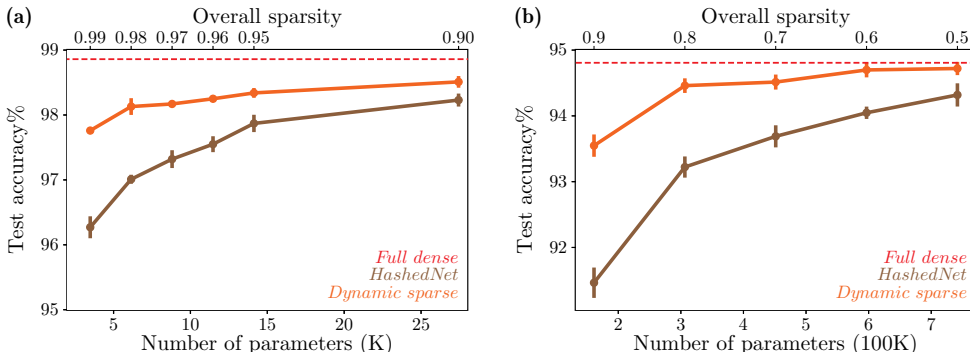 (a)
Overall sparsity
0.99 0.98 0.97 0.96 0.95 0.90
99
98
97
96
95
Test accuracy%
Full dense
HashedNet
Dynamic sparse
5 10 15 20 25
Number of parameters (K)
(b)
Overall sparsity
0.9 0.8 0.7 0.6 0.5
95
94
93
92
Test accuracy%
Full dense
HashedNet
Dynamic sparse
2 3 4 5 6 7
Number of parameters (100K)